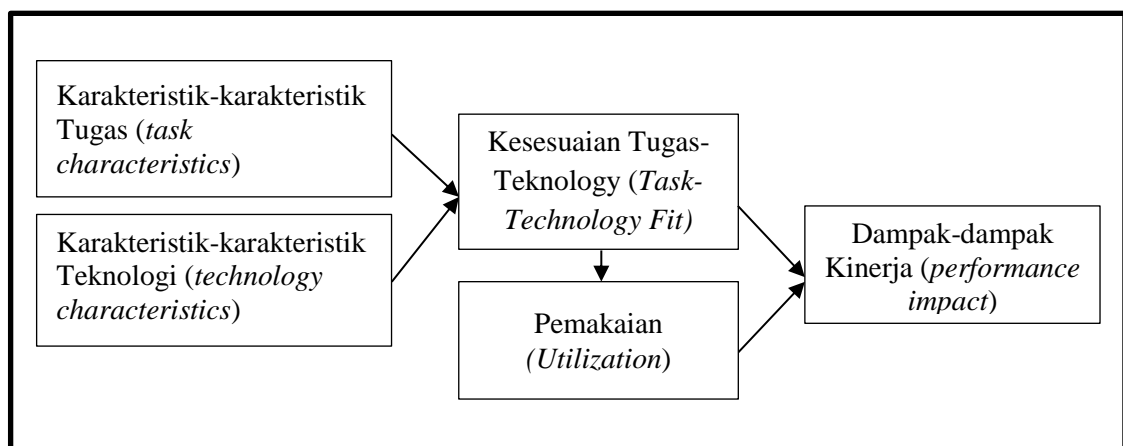 Karakteristik-karakteristik
Tugas (task
characteristics)
Karakteristik-karakteristik
Teknologi (technology
characteristics)
Kesesuaian Tugas-
Teknology (Task-
Technology Fit)
Pemakaian
(Utilization)
Dampak-dampak
Kinerja (performance
impact)